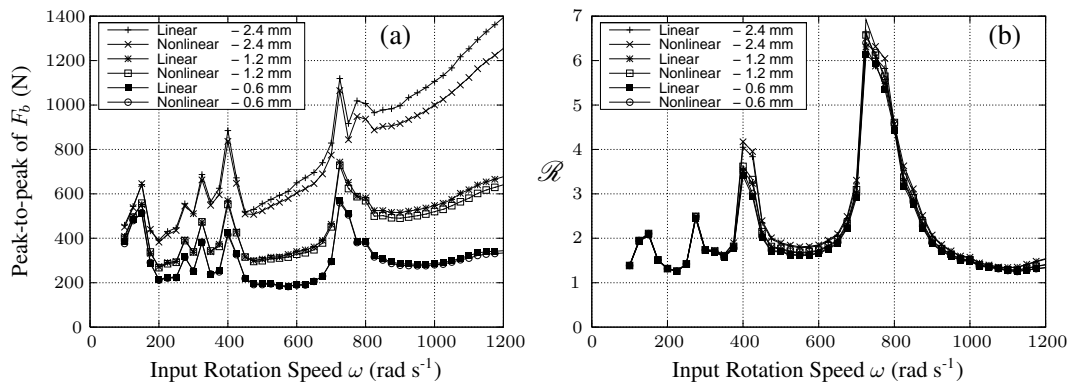 1400
1200
1000
800
600
400
200
0
Peak-to-peak of F_b (N)
Linear – 2.4 mm
Nonlinear – 2.4 mm
Linear – 1.2 mm
Nonlinear – 1.2 mm
Linear – 0.6 mm
Nonlinear – 0.6 mm
(a)
0 200 400 600 800 1000 1200
Input Rotation Speed ω (rad s⁻¹)
7
6
5
4
3
2
1
0
ℛ
Linear – 2.4 mm
Nonlinear – 2.4 mm
Linear – 1.2 mm
Nonlinear – 1.2 mm
Linear – 0.6 mm
Nonlinear – 0.6 mm
(b)
0 200 400 600 800 1000 1200
Input Rotation Speed ω (rad s⁻¹)